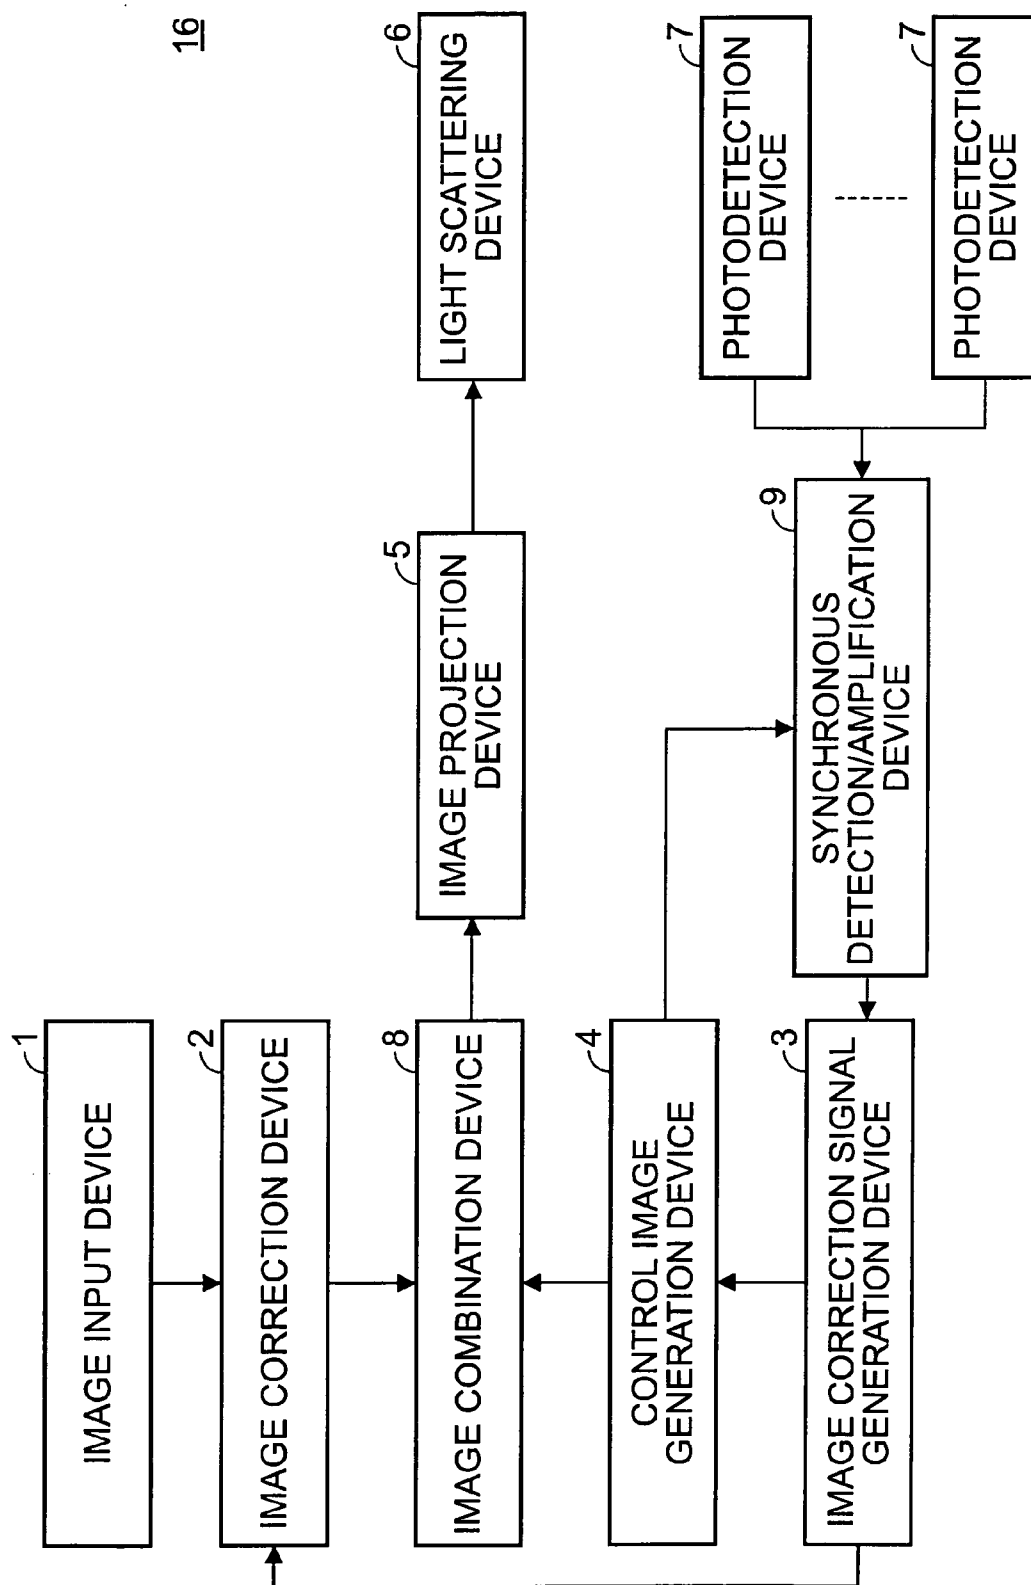 16
1
IMAGE INPUT DEVICE
2
IMAGE CORRECTION DEVICE
8
IMAGE COMBINATION DEVICE
4
CONTROL IMAGE
GENERATION DEVICE
3
IMAGE CORRECTION SIGNAL
GENERATION DEVICE
5
IMAGE PROJECTION
DEVICE
9
SYNCHRONOUS
DETECTION/AMPLIFICATION
DEVICE
6
LIGHT SCATTERING
DEVICE
7
PHOTODETECTION
DEVICE
7
PHOTODETECTION
DEVICE